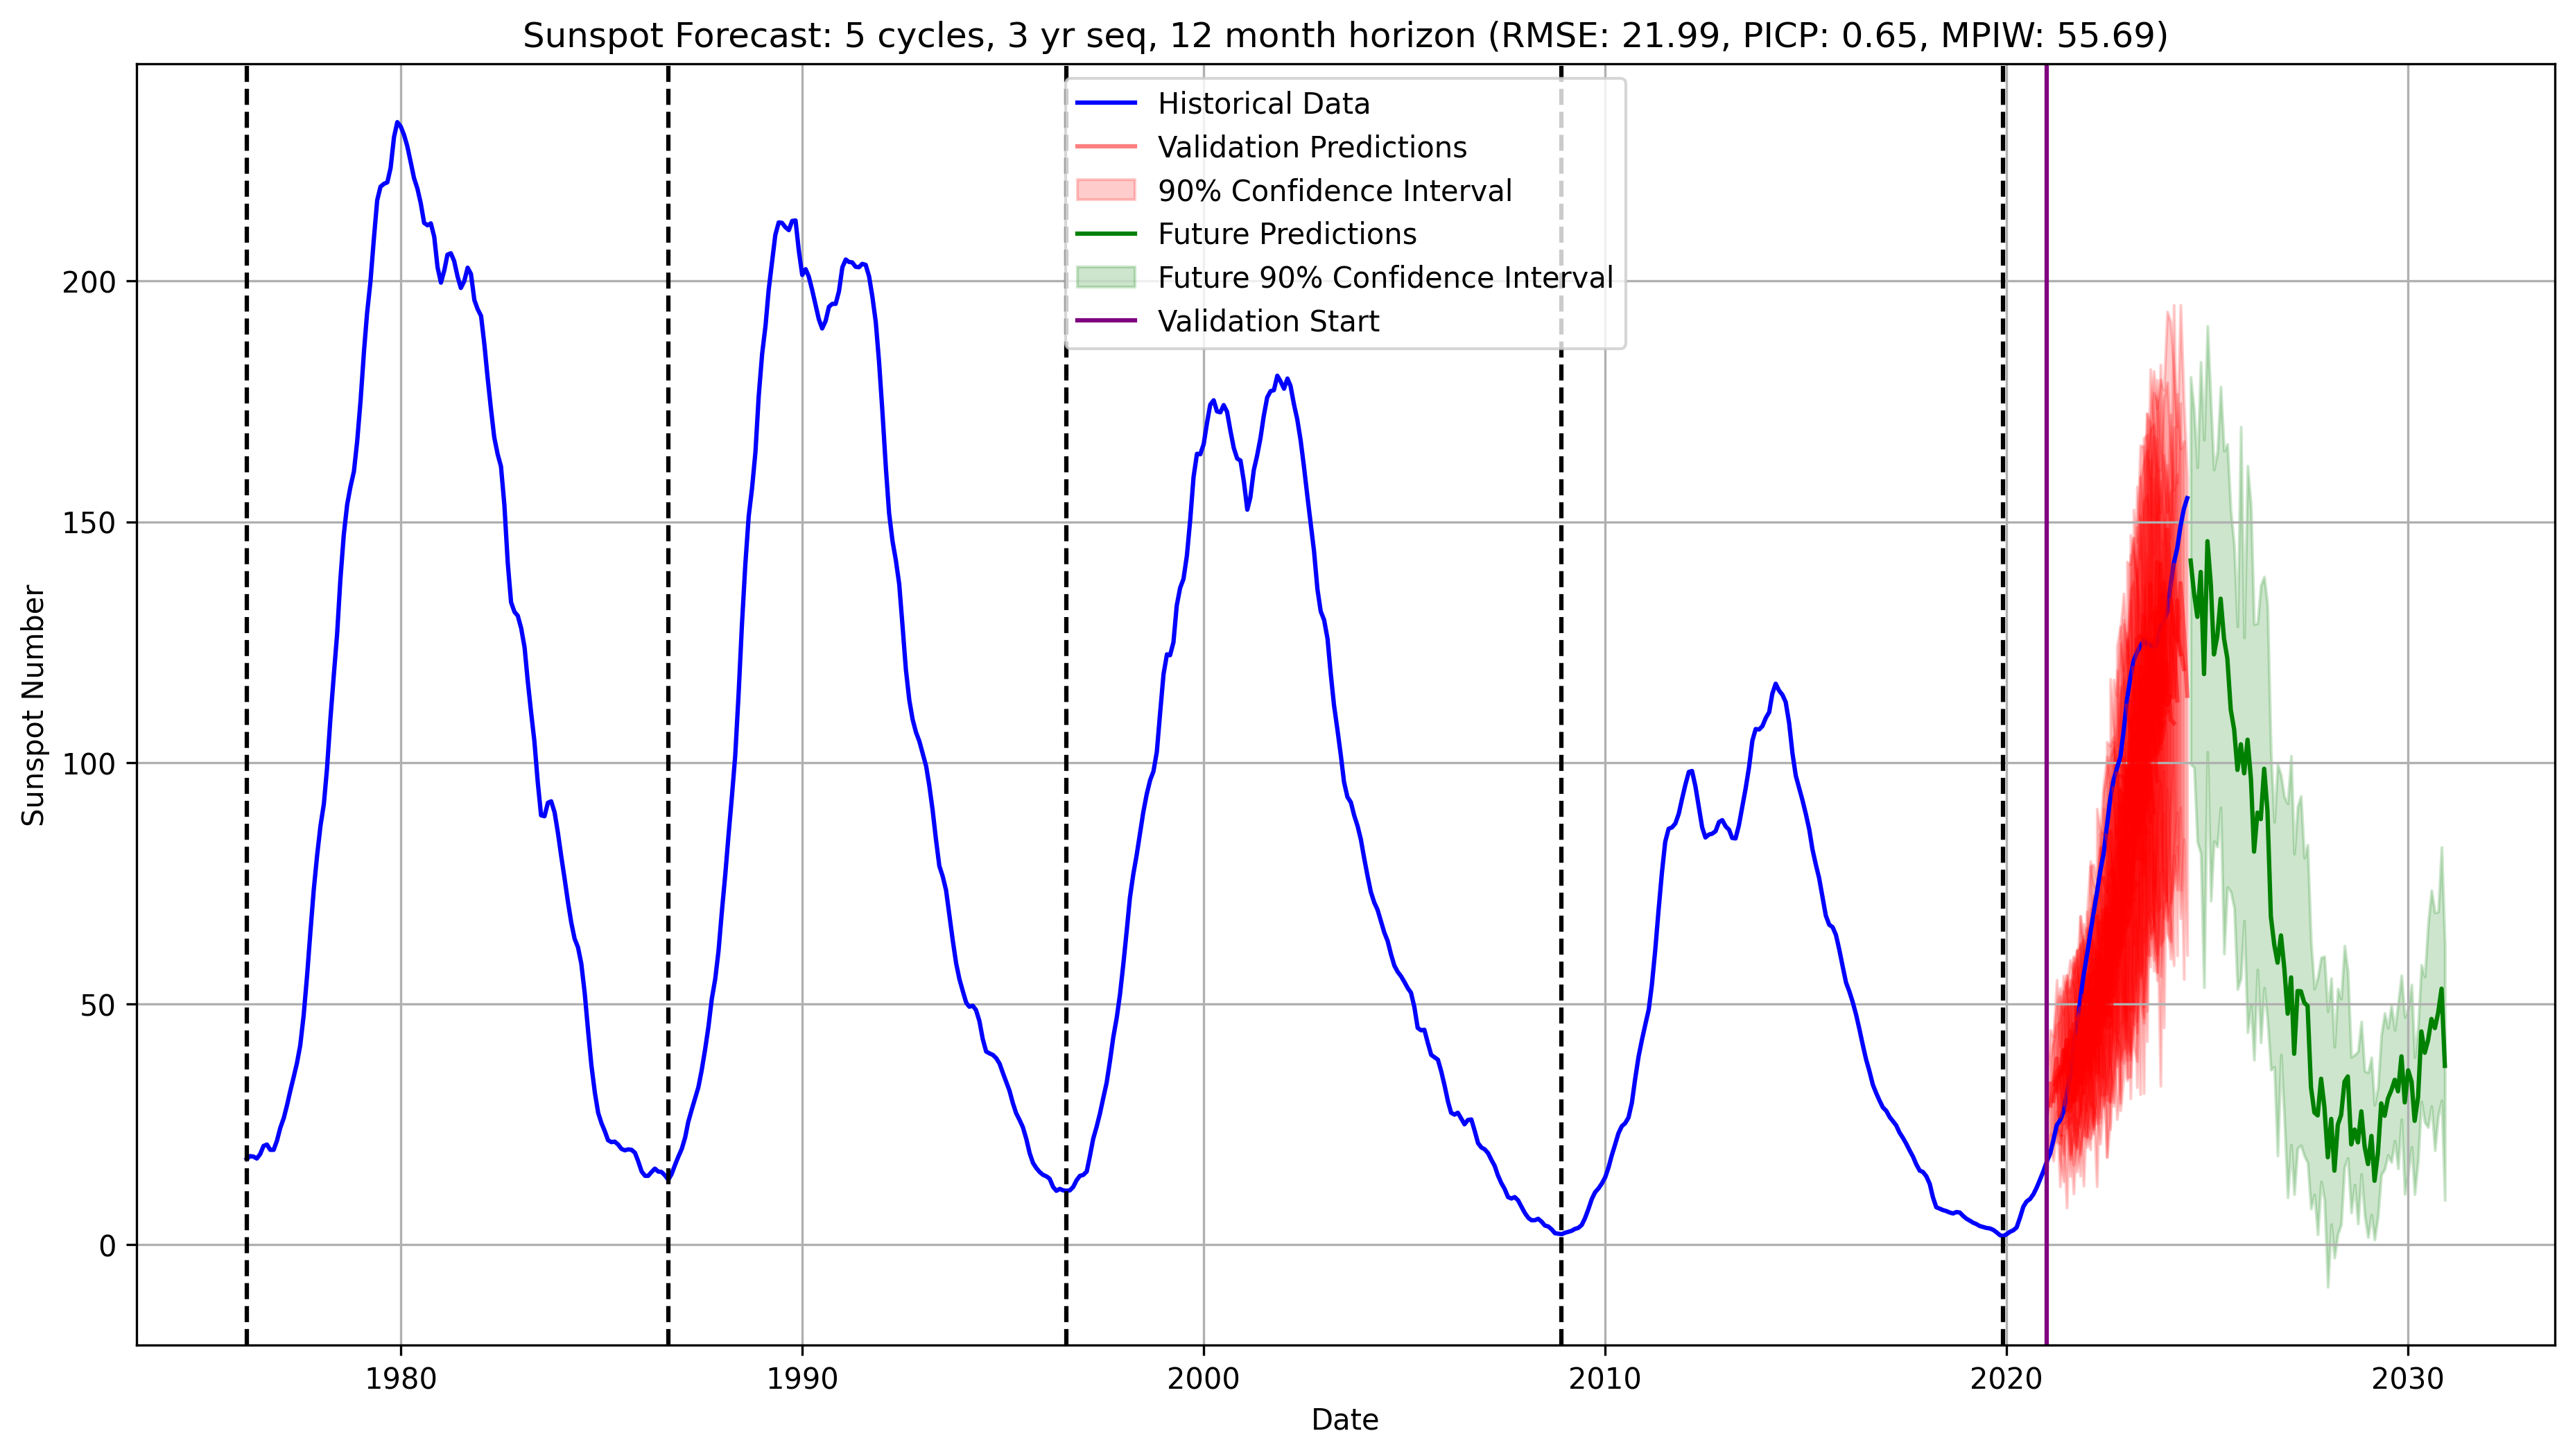 Sunspot Forecast: 5 cycles, 3 yr seq, 12 month horizon (RMSE: 21.99, PICP: 0.65, MPIW: 55.69)
Historical Data
Validation Predictions
90% Confidence Interval
Future Predictions
Future 90% Confidence Interval
Validation Start
Sunspot Number
200
150
100
50
0
1980 1990 2000 2010 2020 2030
Date